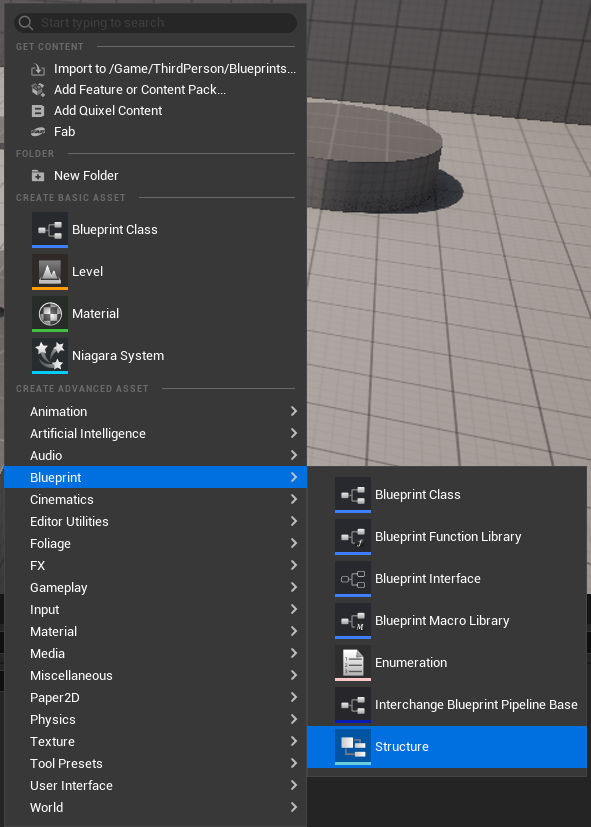 Start typing to search
GET CONTENT
Import to /Game/ThirdPerson/Blueprints...
Add Feature or Content Pack...
Add Quixel Content
Fab
FOLDER
New Folder
CREATE BASIC ASSET
Blueprint Class
Level
Material
Niagara System
CREATE ADVANCED ASSET
Animation
Artificial Intelligence
Audio
Blueprint
Cinematics
Editor Utilities
Foliage
FX
Gameplay
Input
Material
Media
Miscellaneous
Paper2D
Physics
Texture
Tool Presets
User Interface
World
Blueprint Class
Blueprint Function Library
Blueprint Interface
Blueprint Macro Library
Enumeration
Interchange Blueprint Pipeline Base
Structure